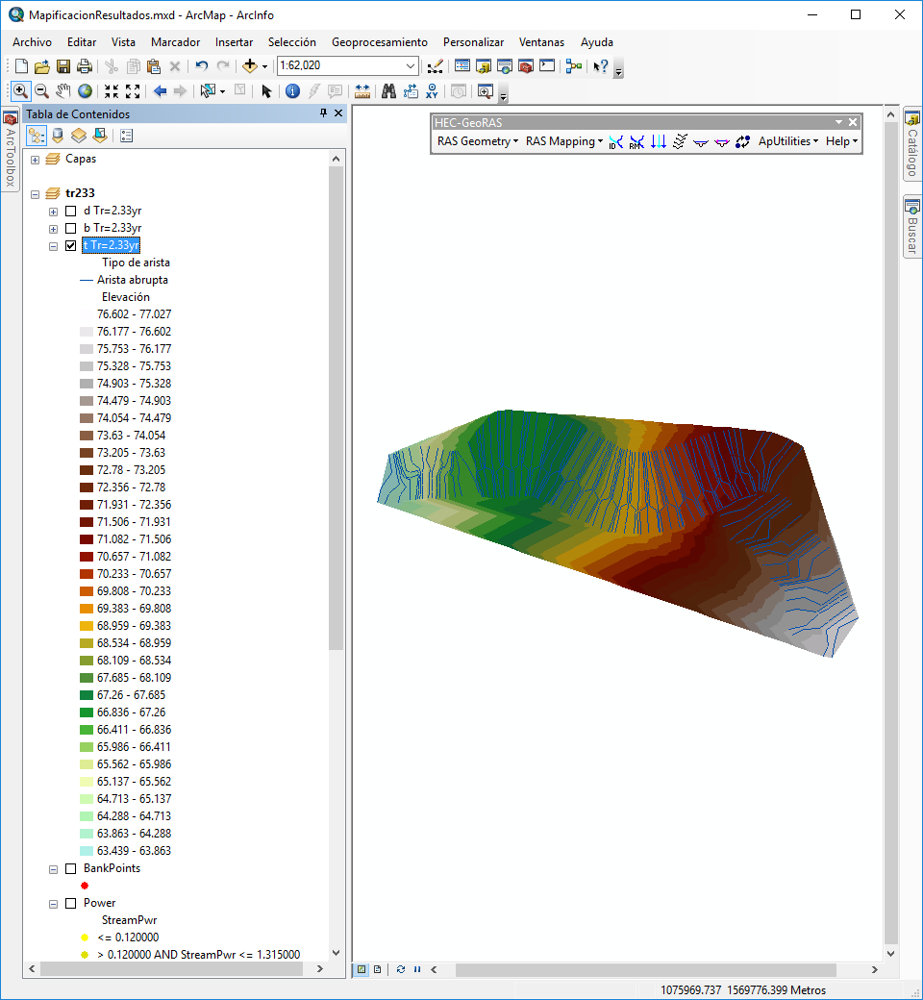 MapificacionResultados.mxd - ArcMap - ArcInfo
Archivo Editar Vista Marcador Insertar Selección Geoprocesamiento Personalizar Ventanas Ayuda
1:62,020
XY
ArcToolbox
Tabla de Contenidos
Capas
tr233
d Tr=2.33yr
b Tr=2.33yr
t Tr=2.33yr
Tipo de arista
Arista abrupta
Elevación
76.602 - 77.027
76.177 - 76.602
75.753 - 76.177
75.328 - 75.753
74.903 - 75.328
74.479 - 74.903
74.054 - 74.479
73.63 - 74.054
73.205 - 73.63
72.78 - 73.205
72.356 - 72.78
71.931 - 72.356
71.506 - 71.931
71.082 - 71.506
70.657 - 71.082
70.233 - 70.657
69.808 - 70.233
69.383 - 69.808
68.959 - 69.383
68.534 - 68.959
68.109 - 68.534
67.685 - 68.109
67.26 - 67.685
66.836 - 67.26
66.411 - 66.836
65.986 - 66.411
65.562 - 65.986
65.137 - 65.562
64.713 - 65.137
64.288 - 64.713
63.863 - 64.288
63.439 - 63.863
BankPoints
Power
StreamPwr
<= 0.120000
> 0.120000 AND StreamPwr <= 1.315000
HEC-GeoRAS
RAS Geometry RAS Mapping ID RM ApUtilities Help
Catálogo
Buscar
1075969.737 1569776.399 Metros